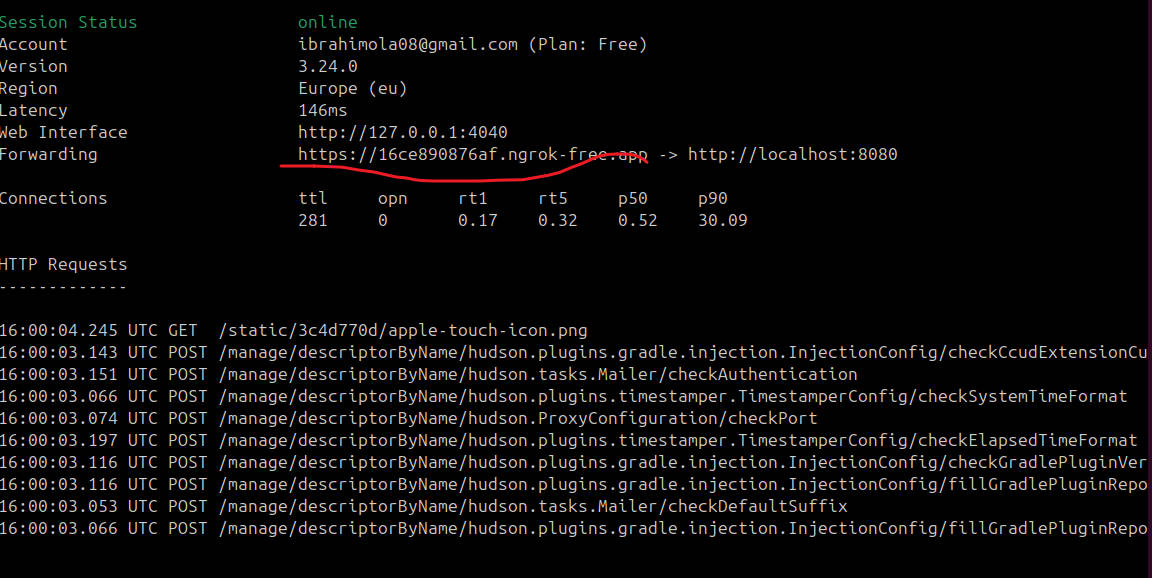 Session Status online
Account ibrahimola08@gmail.com (Plan: Free)
Version 3.24.0
Region Europe (eu)
Latency 146ms
Web Interface http://127.0.0.1:4040
Forwarding https://16ce890876af.ngrok-free.app -> http://localhost:8080
Connections ttl opn rt1 rt5 p50 p90
281 0 0.17 0.32 0.52 30.09
HTTP Requests
-------------
16:00:04.245 UTC GET /static/3c4d770d/apple-touch-icon.png
16:00:03.143 UTC POST /manage/descriptorByName/hudson.plugins.gradle.injection.InjectionConfig/checkCcudExtensionCu
16:00:03.151 UTC POST /manage/descriptorByName/hudson.tasks.Mailer/checkAuthentication
16:00:03.066 UTC POST /manage/descriptorByName/hudson.plugins.timestamper.TimestamperConfig/checkSystemTimeFormat
16:00:03.074 UTC POST /manage/descriptorByName/hudson.ProxyConfiguration/checkPort
16:00:03.197 UTC POST /manage/descriptorByName/hudson.plugins.timestamper.TimestamperConfig/checkElapsedTimeFormat
16:00:03.116 UTC POST /manage/descriptorByName/hudson.plugins.gradle.injection.InjectionConfig/checkGradlePluginVer
16:00:03.116 UTC POST /manage/descriptorByName/hudson.plugins.gradle.injection.InjectionConfig/fillGradlePluginRepo
16:00:03.053 UTC POST /manage/descriptorByName/hudson.tasks.Mailer/checkDefaultSuffix
16:00:03.066 UTC POST /manage/descriptorByName/hudson.plugins.gradle.injection.InjectionConfig/fillGradlePluginRepo